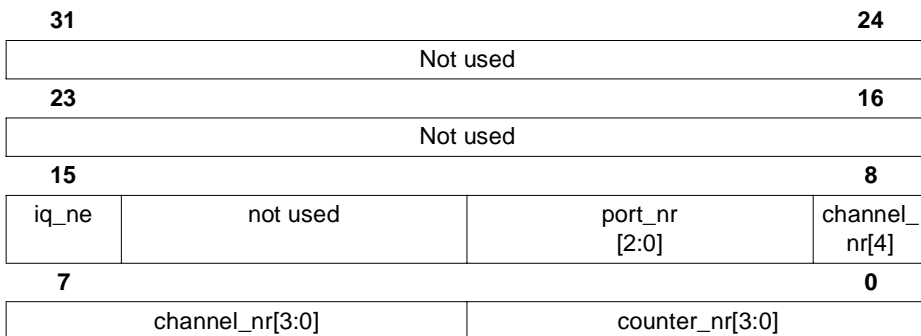 31 24
Not used
23 16
Not used
15 8
iq_ne not used port_nr channel_
[2:0] nr[4]
7 0
channel_nr[3:0] counter_nr[3:0]